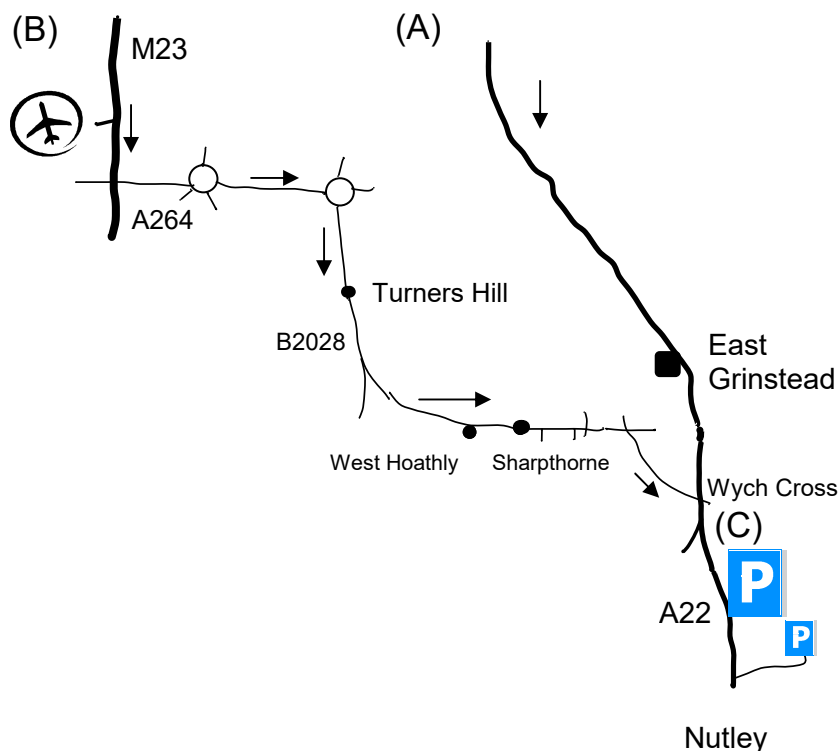 (B)
(A)
M23
A264
Turners Hill
B2028
East
Grinstead
West Hoathly
Sharpthorne
Wych Cross
(C)
P
A22
P
Nutley